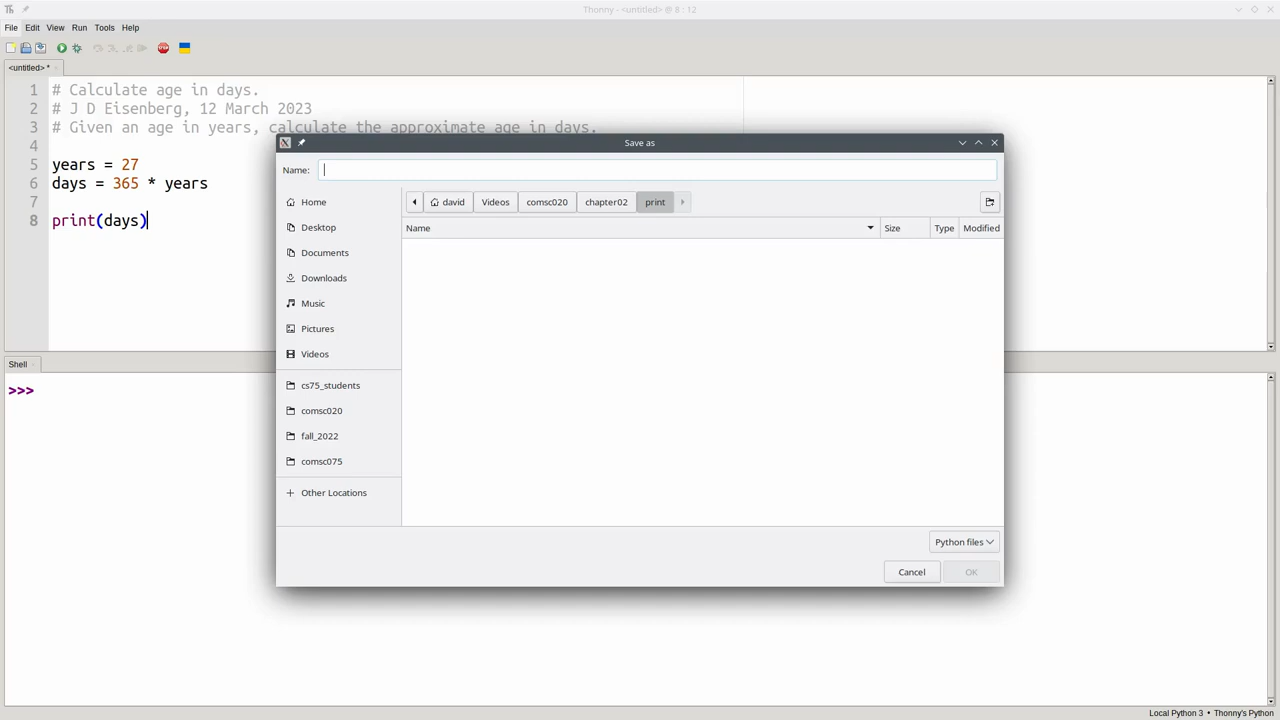 Th
Thonny - <untitled> @ 8 : 12
File Edit View Run Tools Help
STOP
<untitled> *
1 # Calculate age in days.
2 # J D Eisenberg, 12 March 2023
3 # Given an age in years, calculate the approximate age in days.
4
5 years = 27
6 days = 365 * years
7
8 print(days)
Save as
Name:
david Videos comsc020 chapter02 print
Name Size Type Modified
Home
Desktop
Documents
Downloads
Music
Pictures
Videos
cs75_students
comsc020
fall_2022
comsc075
Other Locations
Python files
Cancel OK
Shell
>>>
Local Python 3 • Thonny's Python